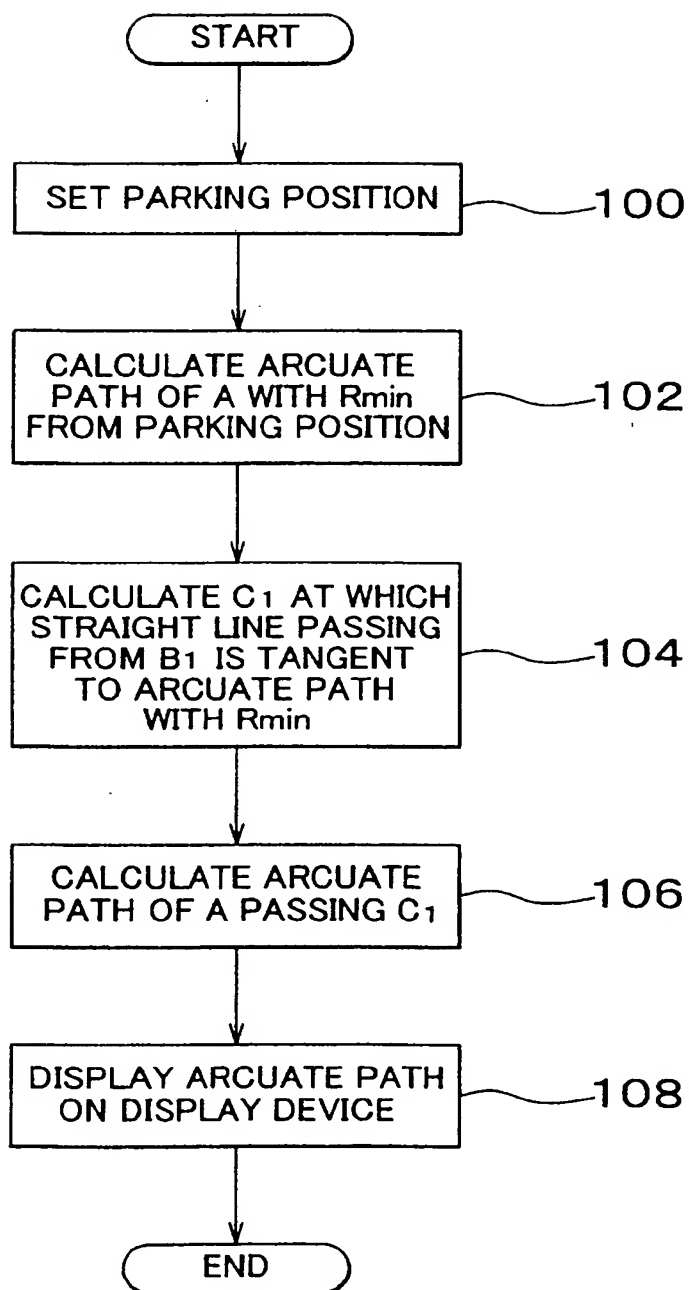 START
SET PARKING POSITION
100
CALCULATE ARCUATE
PATH OF A WITH Rmin
FROM PARKING POSITION
102
CALCULATE C1 AT WHICH
STRAIGHT LINE PASSING
FROM B1 IS TANGENT
TO ARCUATE PATH
WITH Rmin
104
CALCULATE ARCUATE
PATH OF A PASSING C1
106
DISPLAY ARCUATE PATH
ON DISPLAY DEVICE
108
END